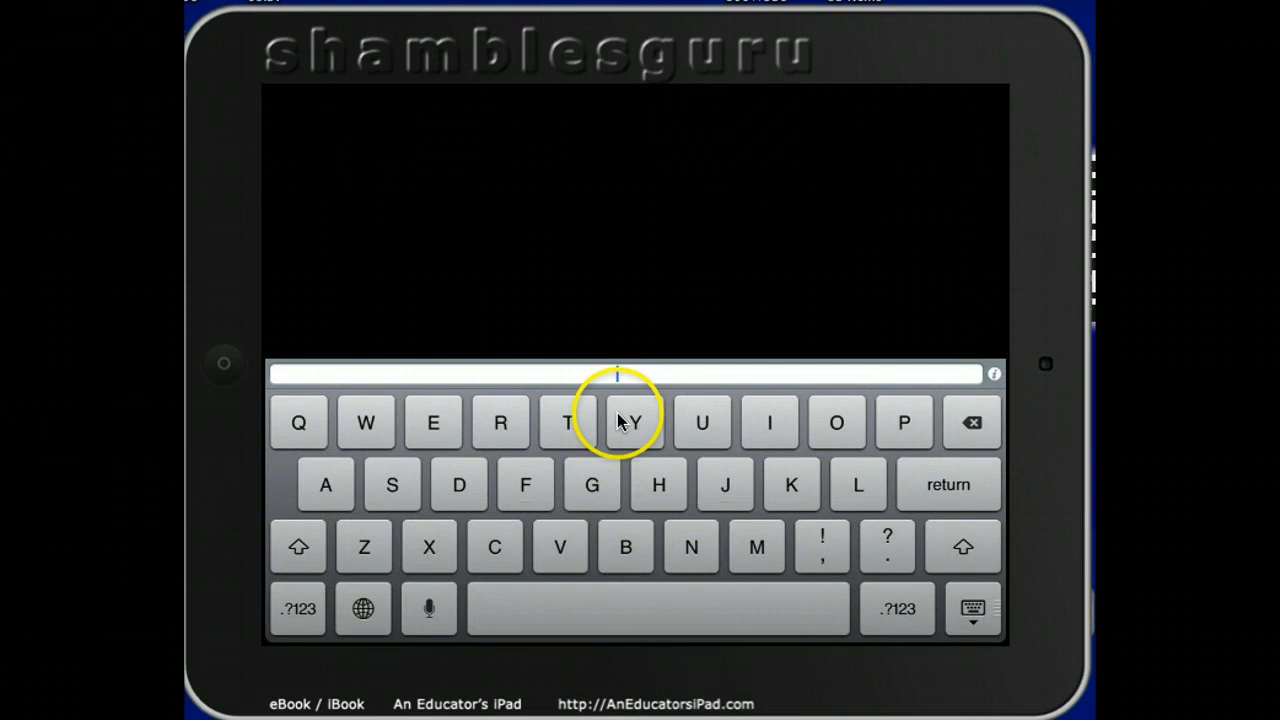 shamblesguru
Q W E R T Y U I O P
A S D F G H J K L return
Z X C V B N M ! , ? .
.?123 .?123
eBook / iBook An Educator's iPad http://AnEducatorsiPad.com